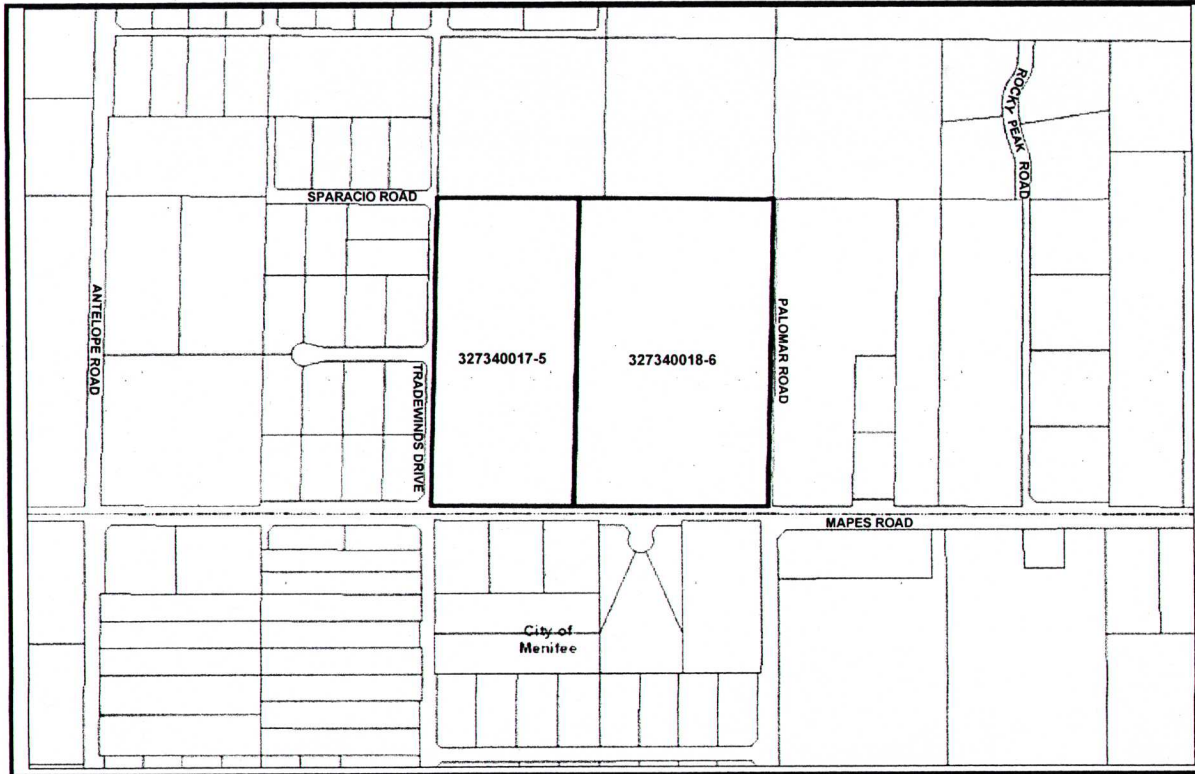 ROCKY PEAK ROAD
SPARACIO ROAD
ANTELOPE ROAD
327340017-5
327340018-6
PALOMAR ROAD
TRADEWINDS DRIVE
MAPES ROAD
City of
Menifee